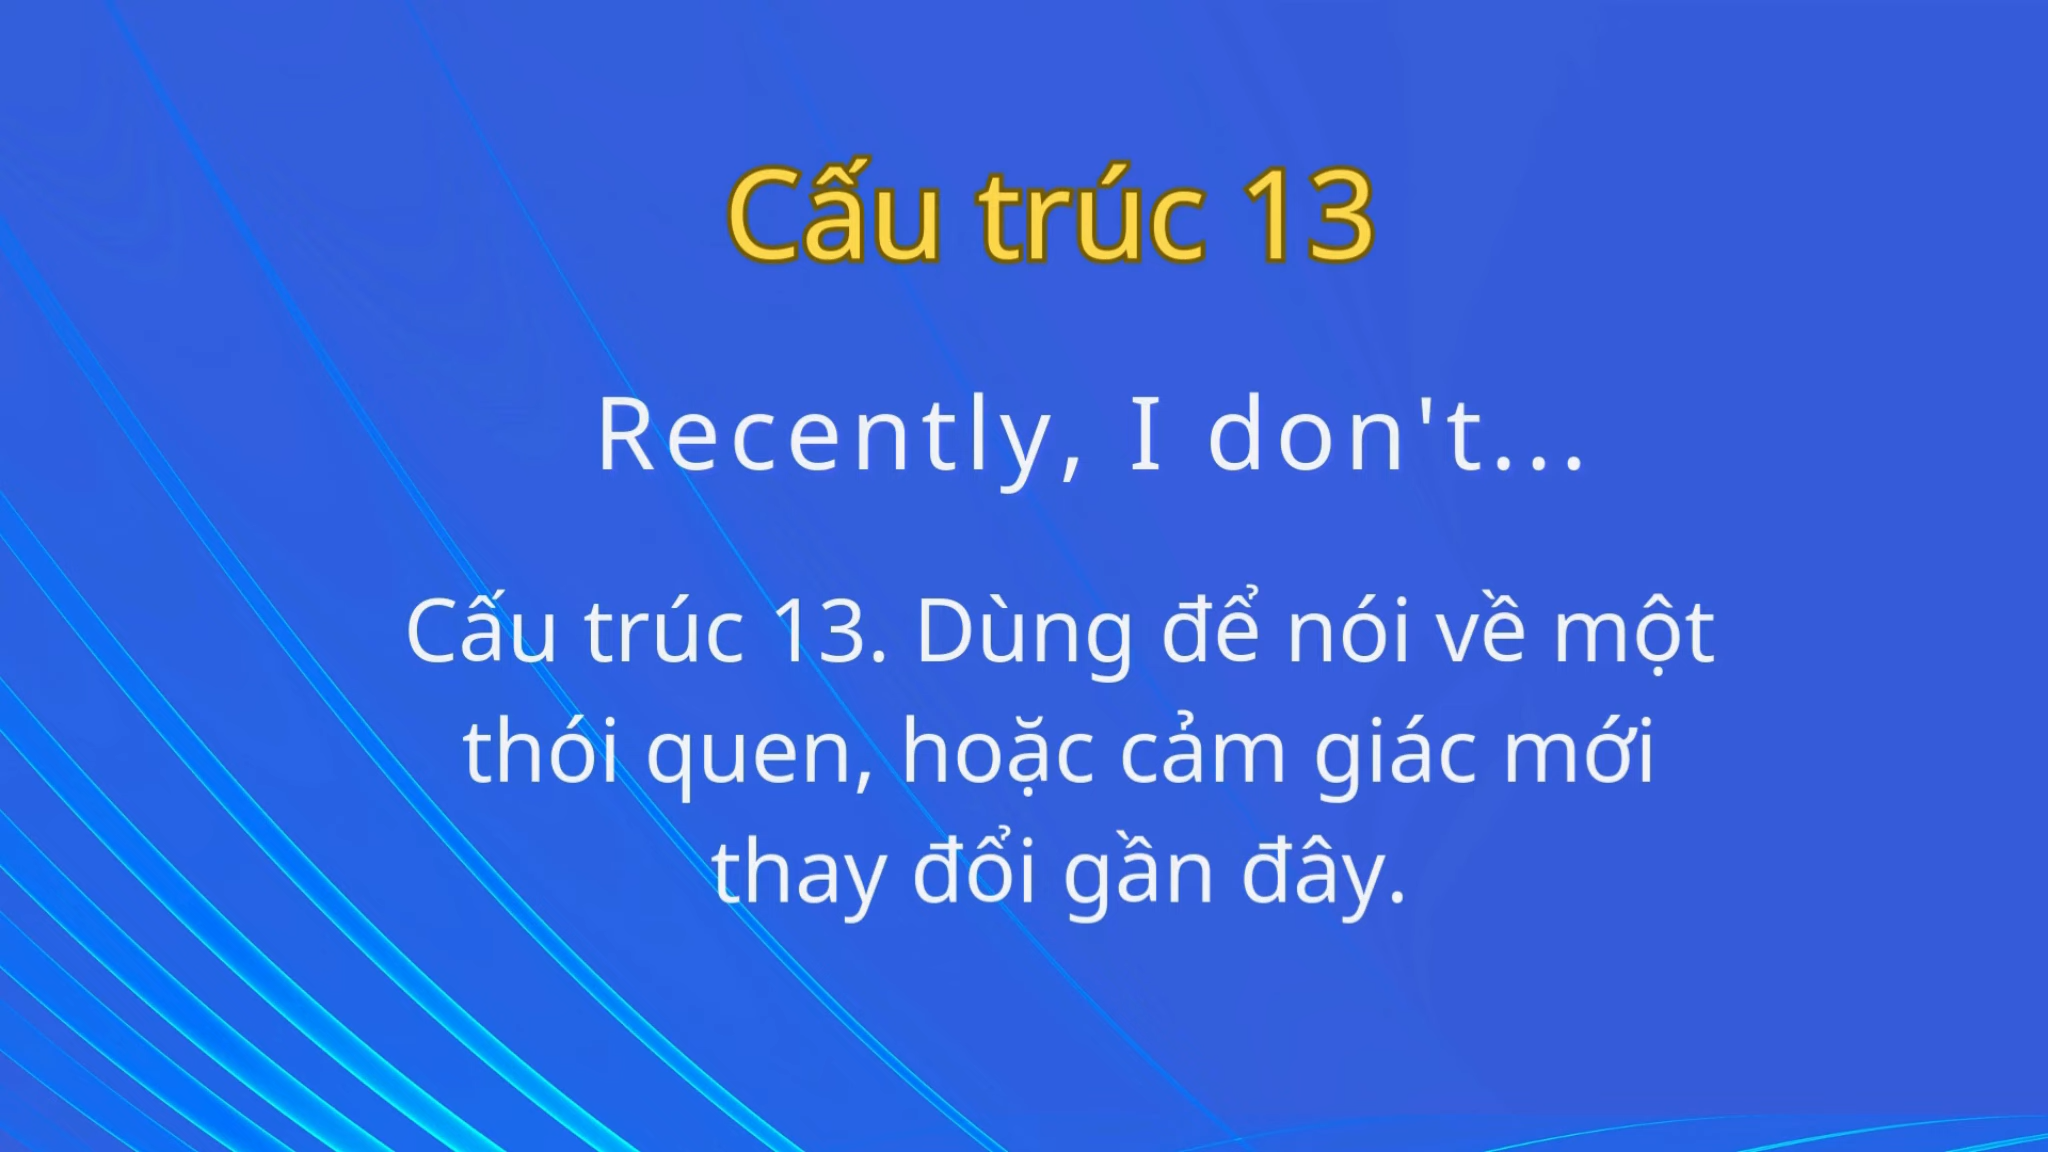 Cấu trúc 13
Recently, I don't...
Cấu trúc 13. Dùng để nói về một
thói quen, hoặc cảm giác mới
thay đổi gần đây.